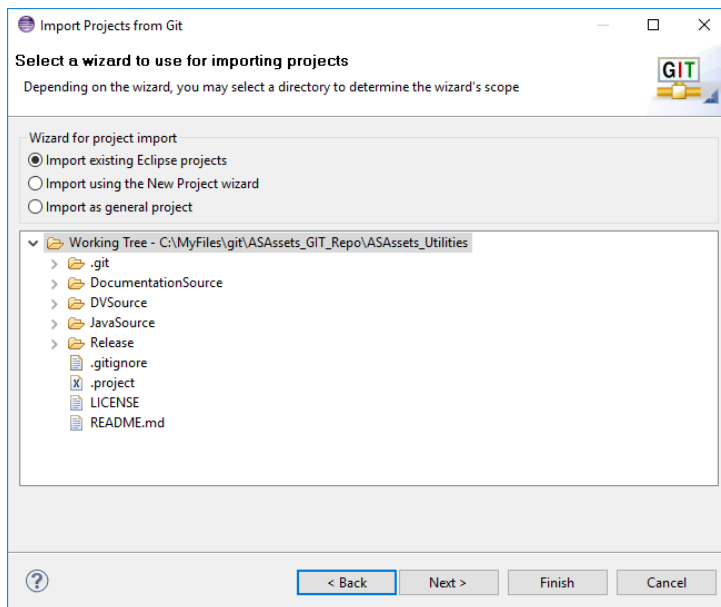 Import Projects from Git
Select a wizard to use for importing projects
Depending on the wizard, you may select a directory to determine the wizard's scope
GIT
Wizard for project import
Import existing Eclipse projects
Import using the New Project wizard
Import as general project
Working Tree - C:\MyFiles\git\ASAssets_GIT_Repo\ASAssets_Utilities
.git
DocumentationSource
DVSource
JavaSource
Release
.gitignore
X .project
LICENSE
README.md
? < Back Next > Finish Cancel